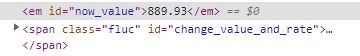 <em id="now_value">889.93</em> == $0
▶<span class="fluc" id="change_value_and_rate">…
</span>